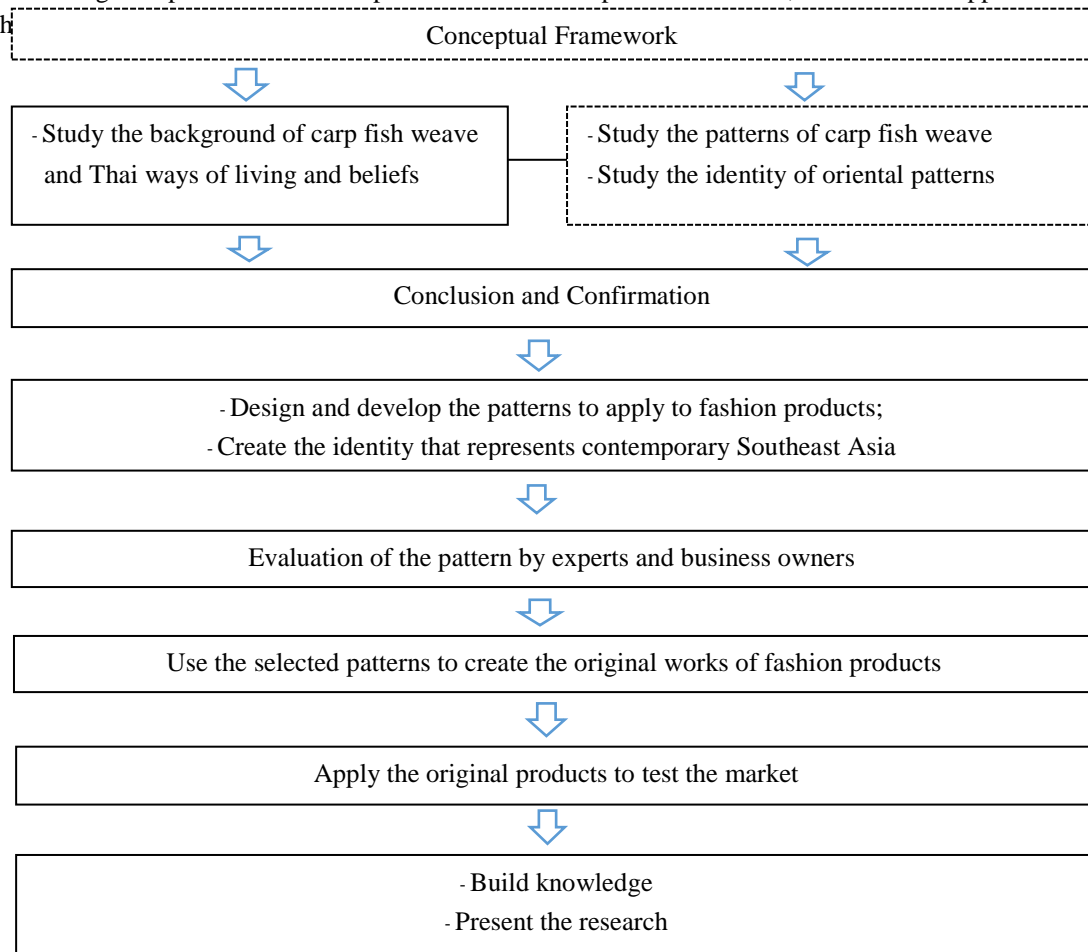 Conceptual Framework
- Study the background of carp fish weave
and Thai ways of living and beliefs
- Study the patterns of carp fish weave
- Study the identity of oriental patterns
Conclusion and Confirmation
- Design and develop the patterns to apply to fashion products;
- Create the identity that represents contemporary Southeast Asia
Evaluation of the pattern by experts and business owners
Use the selected patterns to create the original works of fashion products
Apply the original products to test the market
- Build knowledge
- Present the research